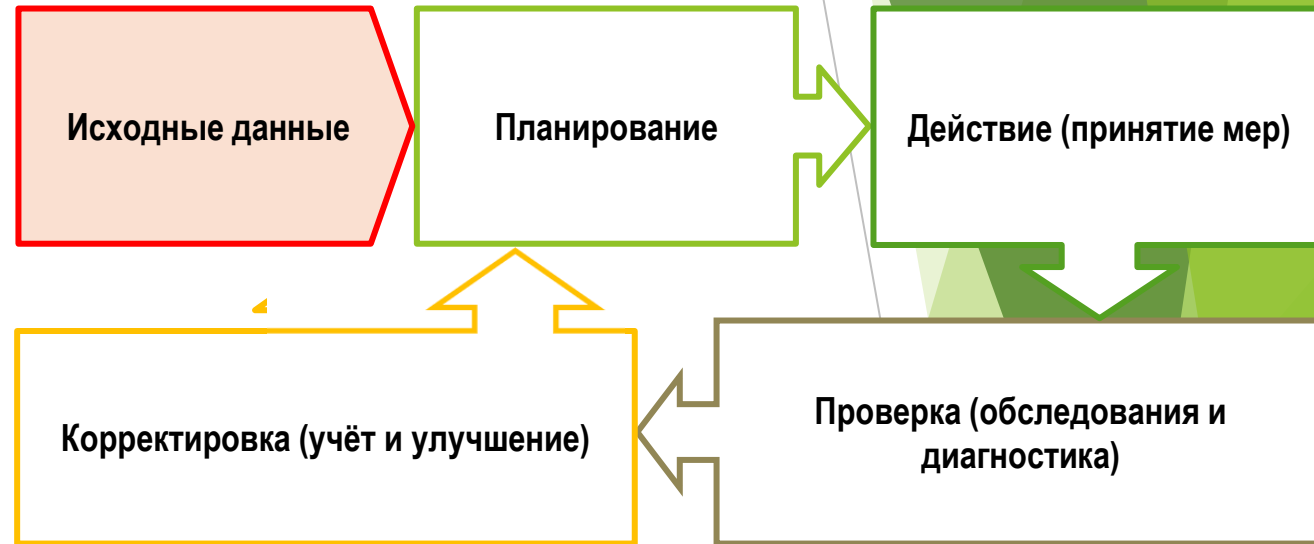 Исходные данные
Планирование
Действие (принятие мер)
Корректировка (учёт и улучшение)
Проверка (обследования и
диагностика)